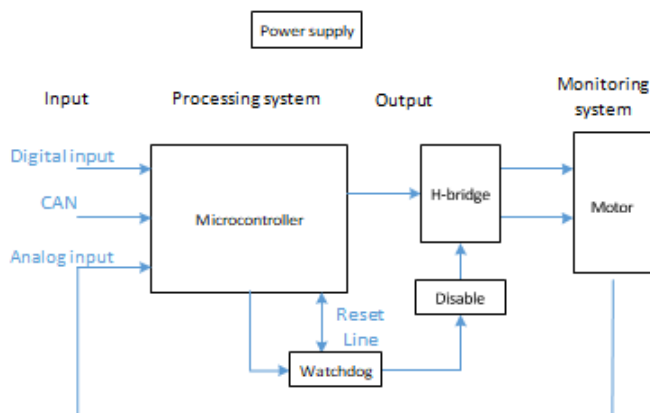 Power supply
Input
Processing system
Output
Monitoring
system
Digital input
CAN
Analog input
Microcontroller
H-bridge
Motor
Disable
Reset
Line
Watchdog